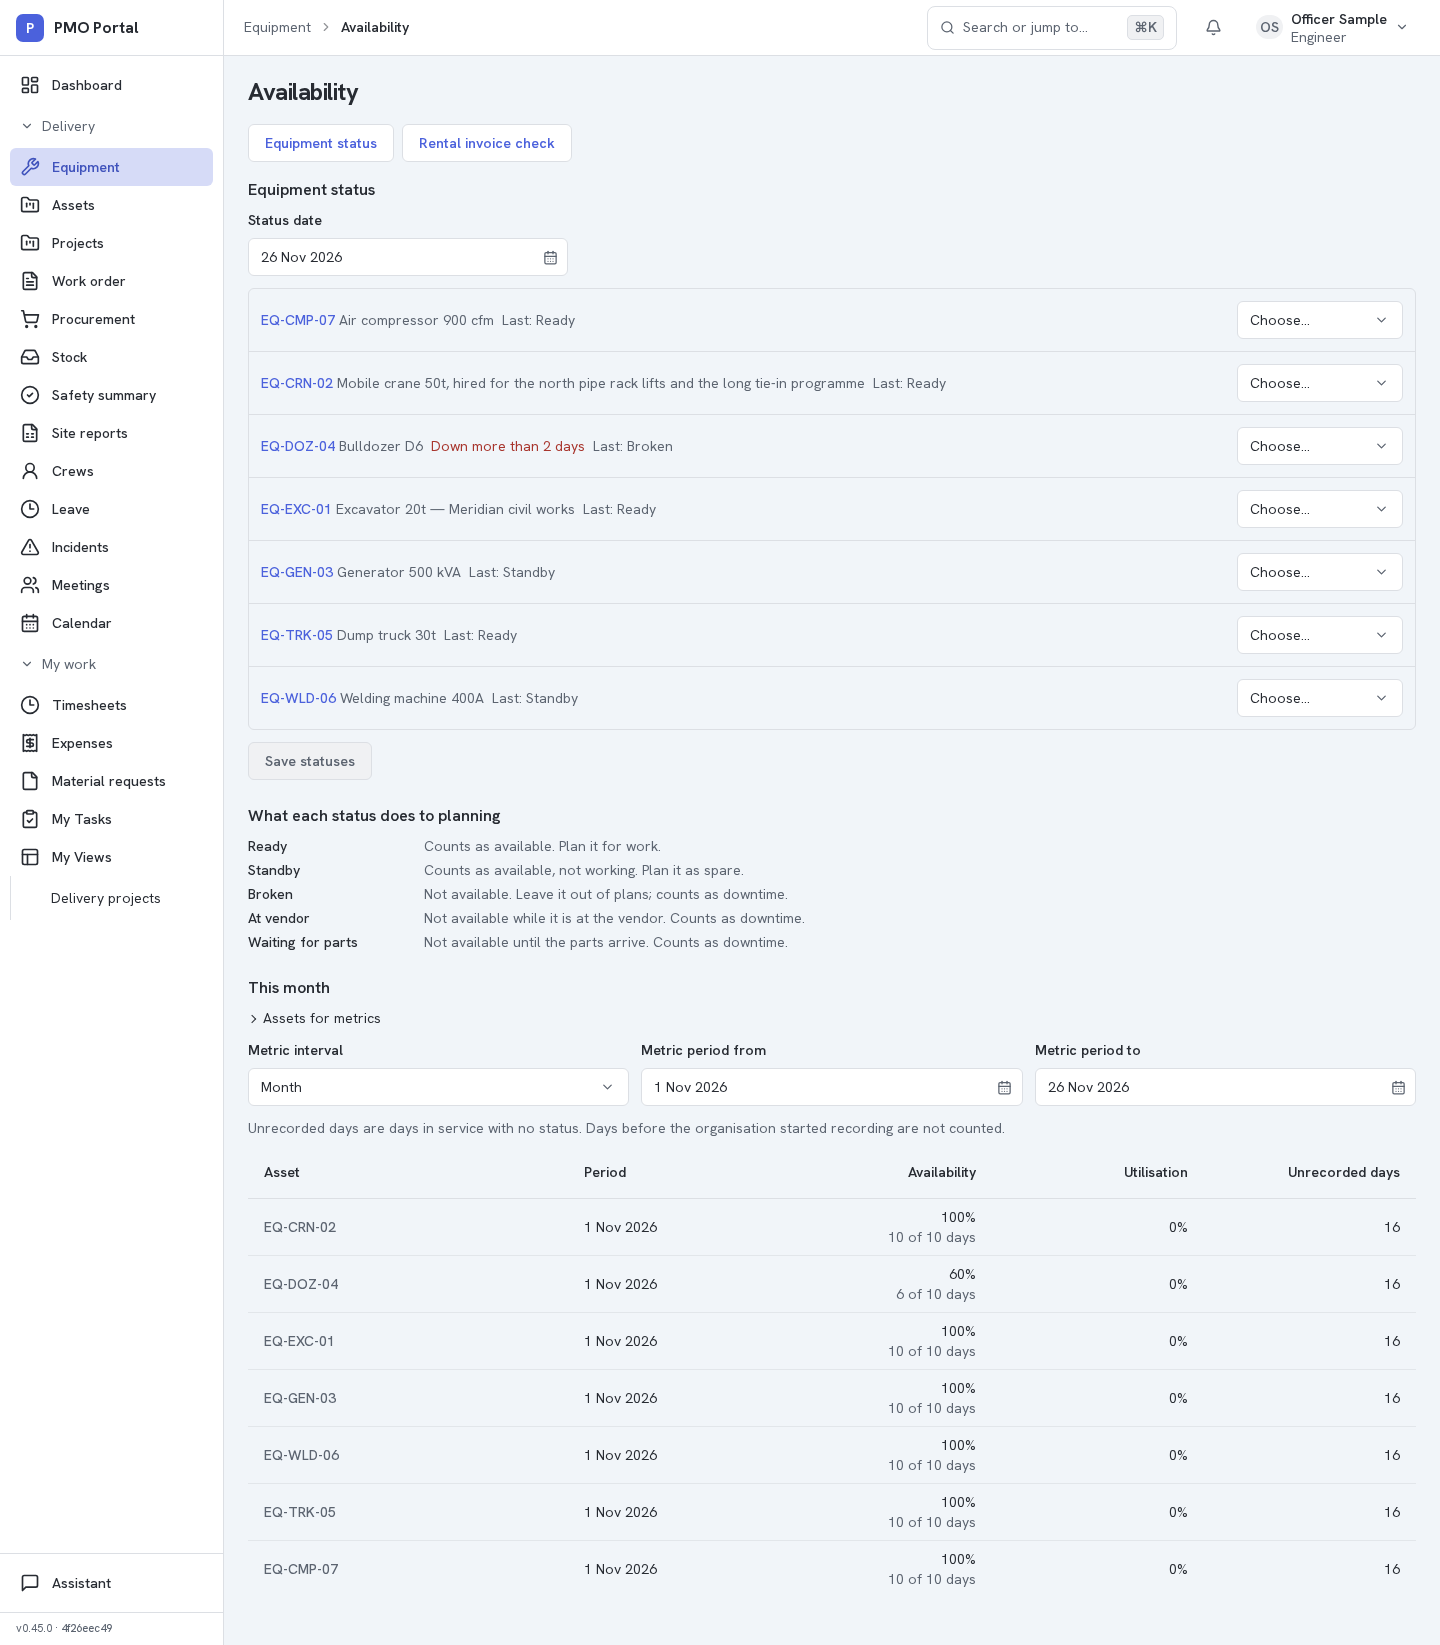 P PMO Portal
Equipment > Availability
Search or jump to... ⌘K
OS Officer Sample
Engineer
Dashboard
Delivery
Equipment
Assets
Projects
Work order
Procurement
Stock
Safety summary
Site reports
Crews
Leave
Incidents
Meetings
Calendar
My work
Timesheets
Expenses
Material requests
My Tasks
My Views
Delivery projects
Assistant
v0.45.0 · 4f26eec49
Availability
Equipment status Rental invoice check
Equipment status
Status date
26 Nov 2026
EQ-CMP-07 Air compressor 900 cfm Last: Ready Choose...
EQ-CRN-02 Mobile crane 50t, hired for the north pipe rack lifts and the long tie-in programme Last: Ready Choose...
EQ-DOZ-04 Bulldozer D6 Down more than 2 days Last: Broken Choose...
EQ-EXC-01 Excavator 20t — Meridian civil works Last: Ready Choose...
EQ-GEN-03 Generator 500 kVA Last: Standby Choose...
EQ-TRK-05 Dump truck 30t Last: Ready Choose...
EQ-WLD-06 Welding machine 400A Last: Standby Choose...
Save statuses
What each status does to planning
Ready Counts as available. Plan it for work.
Standby Counts as available, not working. Plan it as spare.
Broken Not available. Leave it out of plans; counts as downtime.
At vendor Not available while it is at the vendor. Counts as downtime.
Waiting for parts Not available until the parts arrive. Counts as downtime.
This month
Assets for metrics
Metric interval Metric period from Metric period to
Month 1 Nov 2026 26 Nov 2026
Unrecorded days are days in service with no status. Days before the organisation started recording are not counted.
Asset Period Availability Utilisation Unrecorded days
EQ-CRN-02 1 Nov 2026 100% 0% 16
10 of 10 days
EQ-DOZ-04 1 Nov 2026 60% 0% 16
6 of 10 days
EQ-EXC-01 1 Nov 2026 100% 0% 16
10 of 10 days
EQ-GEN-03 1 Nov 2026 100% 0% 16
10 of 10 days
EQ-WLD-06 1 Nov 2026 100% 0% 16
10 of 10 days
EQ-TRK-05 1 Nov 2026 100% 0% 16
10 of 10 days
EQ-CMP-07 1 Nov 2026 100% 0% 16
10 of 10 days